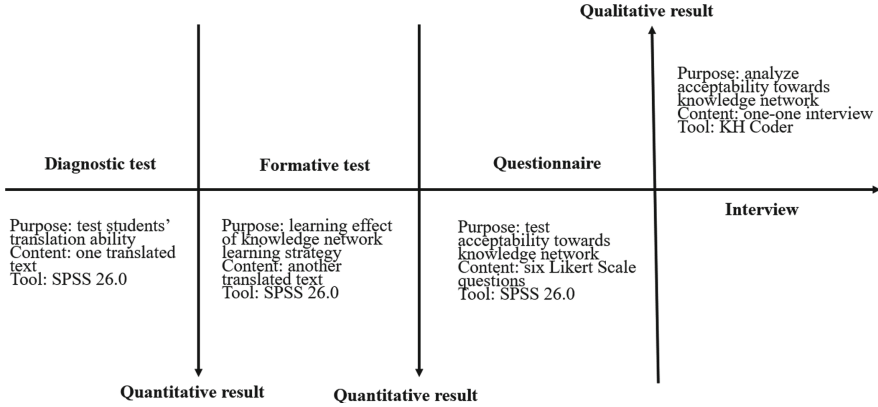 Qualitative result
Purpose: analyze
acceptability towards
knowledge network
Content: one-one interview
Tool: KH Coder
Diagnostic test
Formative test
Questionnaire
Interview
Purpose: test students’
translation ability
Content: one translated
text
Tool: SPSS 26.0
Purpose: learning effect
of knowledge network
learning strategy
Content: another
translated text
Tool: SPSS 26.0
Purpose: test
acceptability towards
knowledge network
Content: six Likert Scale
questions
Tool: SPSS 26.0
Quantitative result
Quantitative result